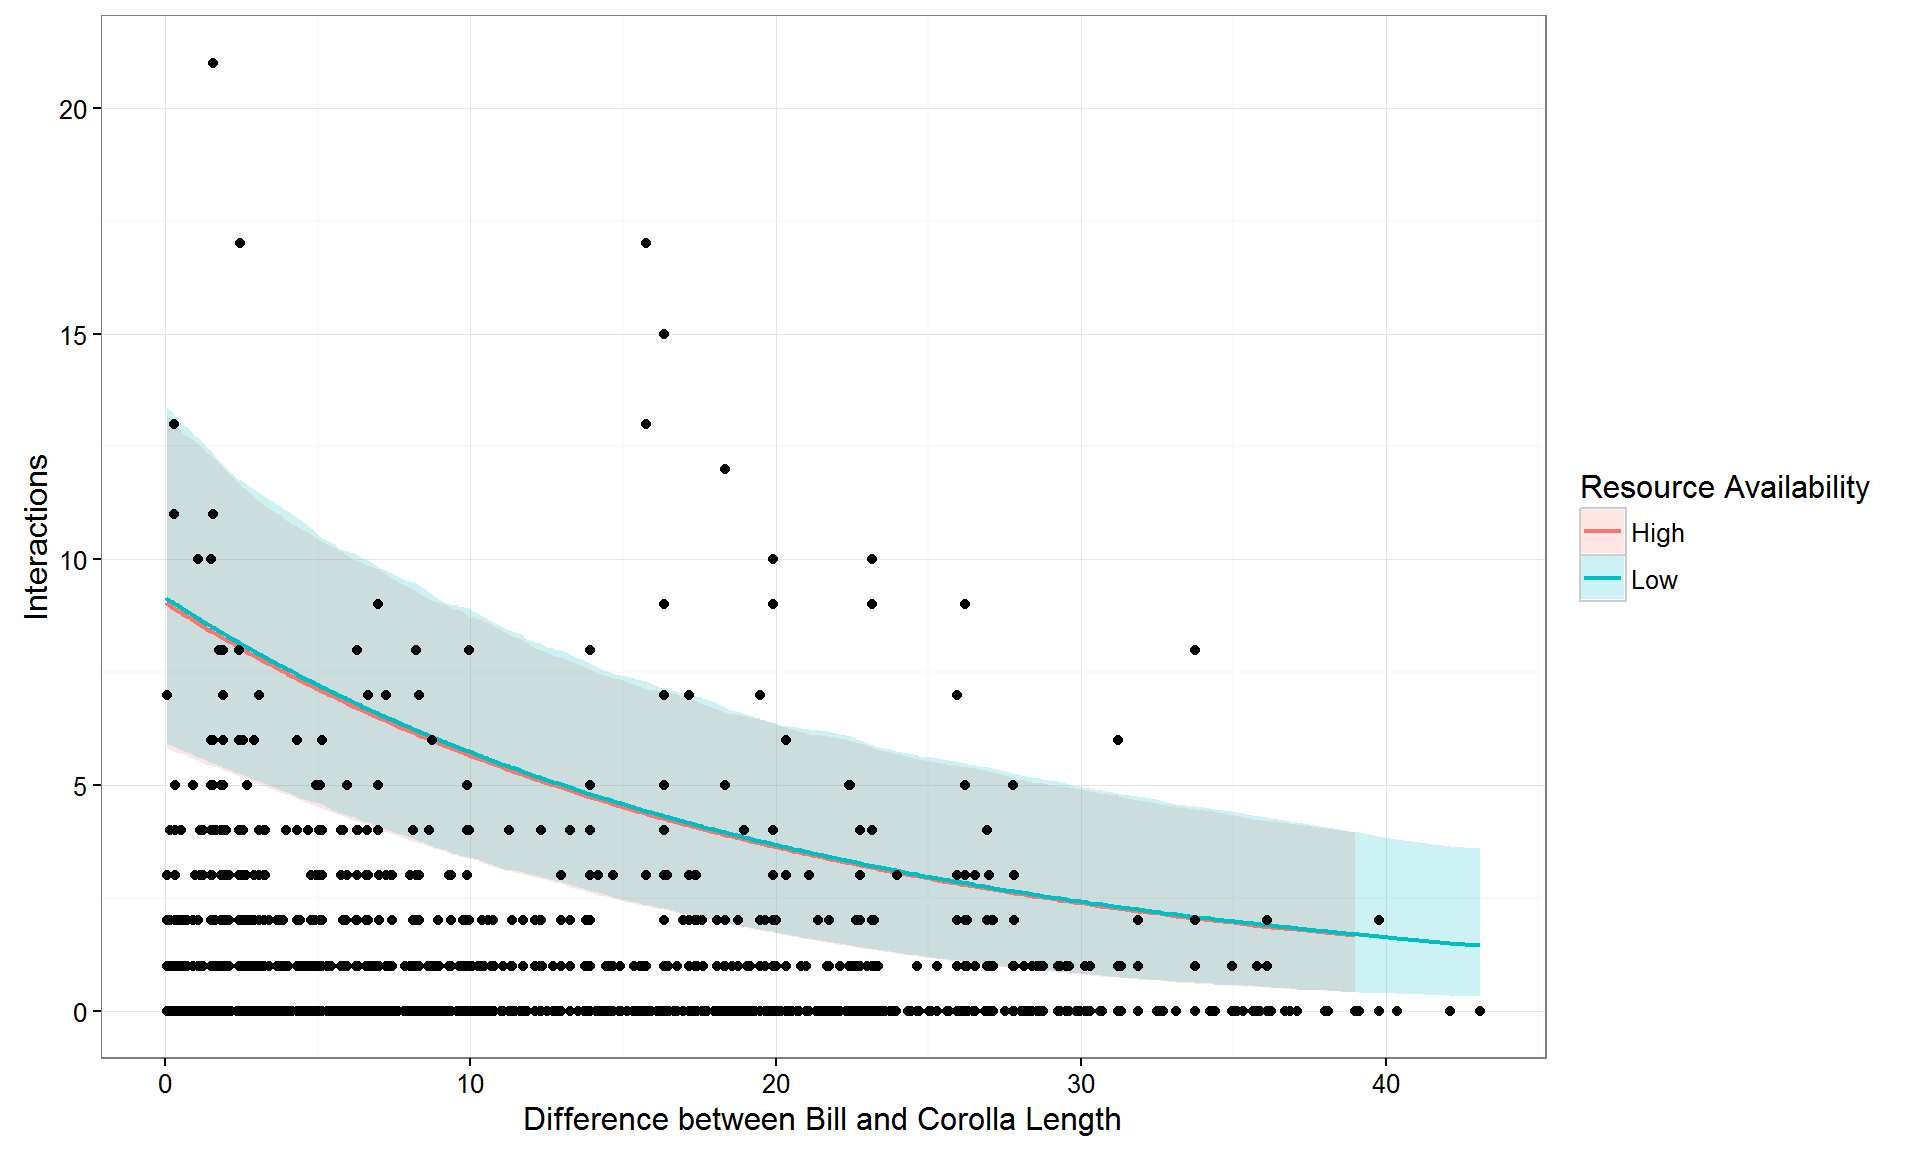 20
15
10
5
0
Interactions
0 10 20 30 40
Difference between Bill and Corolla Length
Resource Availability
High
Low